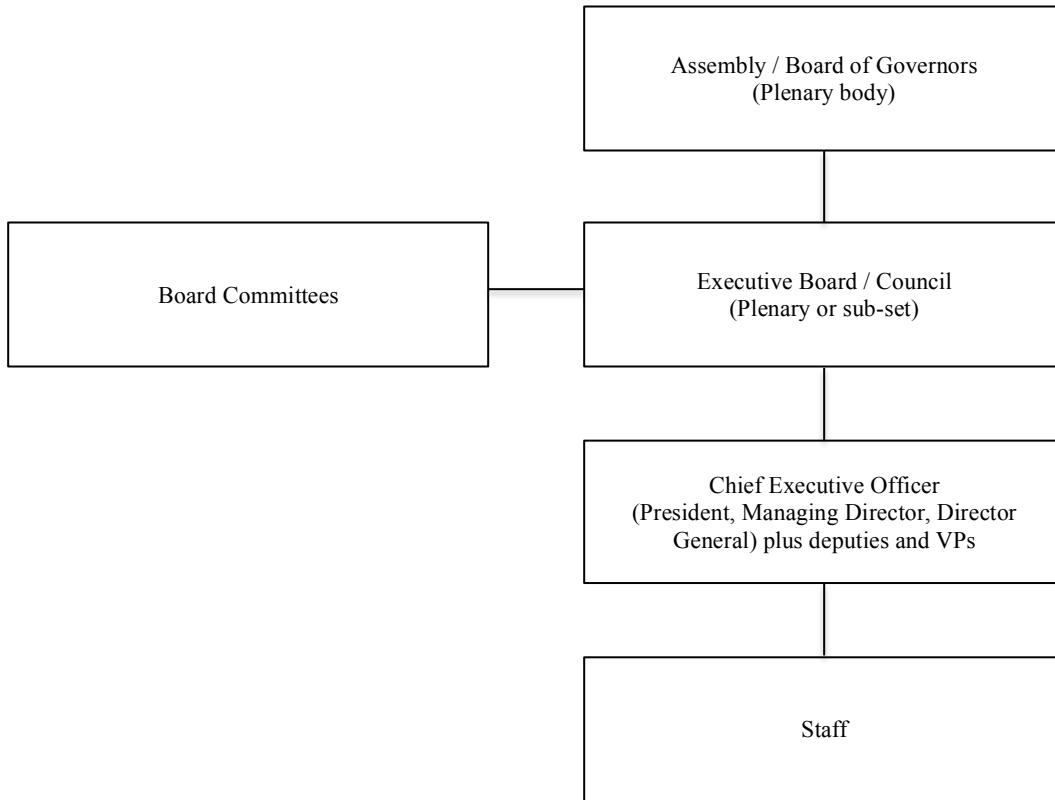 Assembly / Board of Governors
(Plenary body)
Board Committees
Executive Board / Council
(Plenary or sub-set)
Chief Executive Officer
(President, Managing Director, Director
General) plus deputies and VPs
Staff